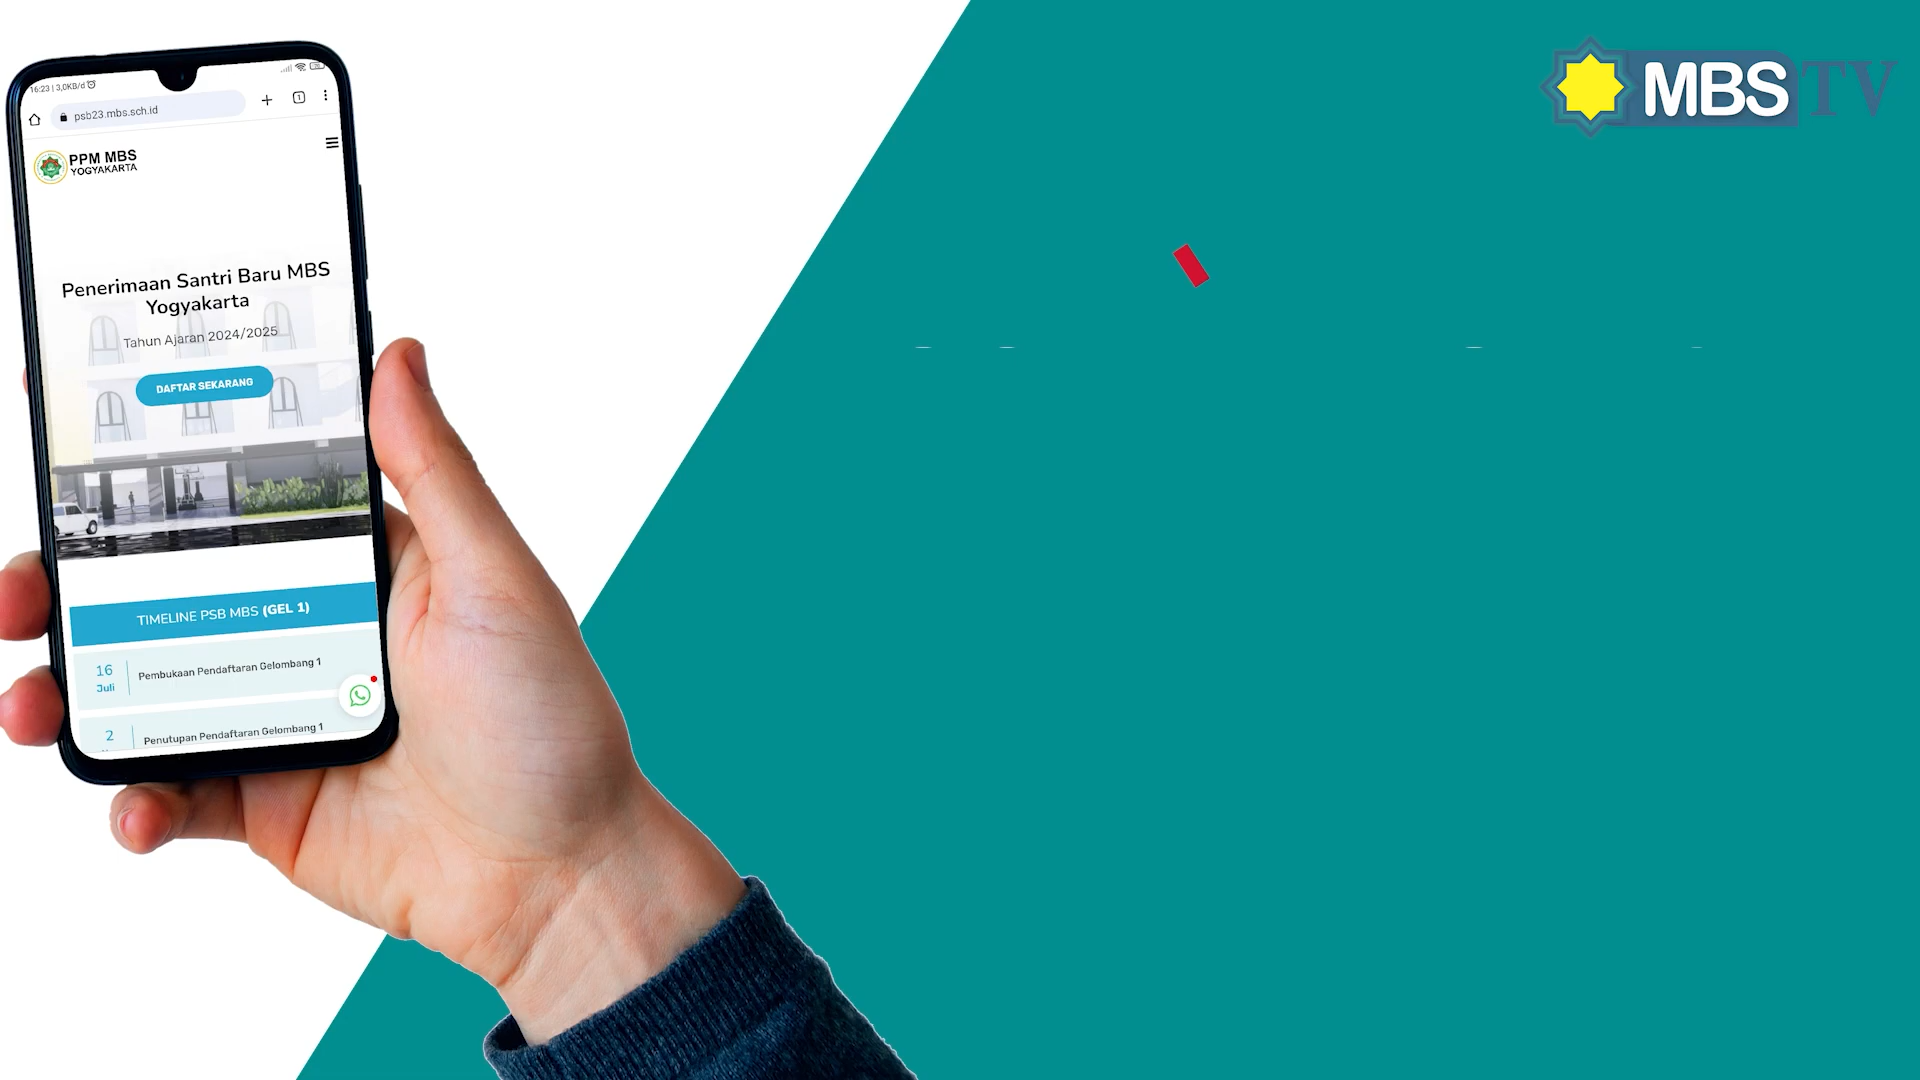 MBS TV
16:23 | 3,0KB/d
psb23.mbs.sch.id
1
PPM MBS
YOGYAKARTA
Penerimaan Santri Baru MBS
Yogyakarta
Tahun Ajaran 2024/2025
DAFTAR SEKARANG
TIMELINE PSB MBS (GEL 1)
16
Juli
Pembukaan Pendaftaran Gelombang 1
2
Penutupan Pendaftaran Gelombang 1